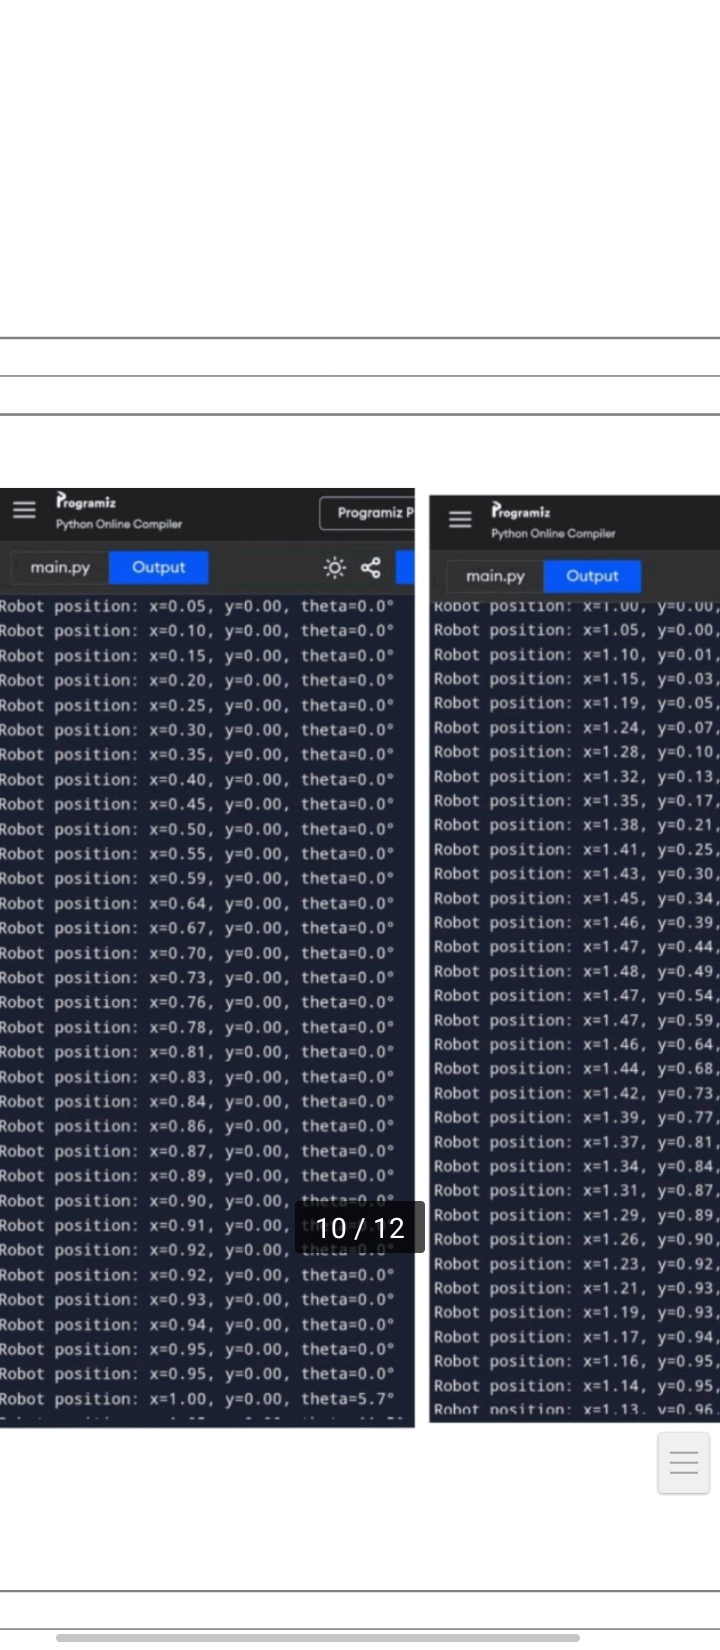 Programiz
Python Online Compiler
Programiz P
main.py
Output
Robot position: x=0.05, y=0.00, theta=0.0°
Robot position: x=0.10, y=0.00, theta=0.0°
Robot position: x=0.15, y=0.00, theta=0.0°
Robot position: x=0.20, y=0.00, theta=0.0°
Robot position: x=0.25, y=0.00, theta=0.0°
Robot position: x=0.30, y=0.00, theta=0.0°
Robot position: x=0.35, y=0.00, theta=0.0°
Robot position: x=0.40, y=0.00, theta=0.0°
Robot position: x=0.45, y=0.00, theta=0.0°
Robot position: x=0.50, y=0.00, theta=0.0°
Robot position: x=0.55, y=0.00, theta=0.0°
Robot position: x=0.59, y=0.00, theta=0.0°
Robot position: x=0.64, y=0.00, theta=0.0°
Robot position: x=0.67, y=0.00, theta=0.0°
Robot position: x=0.70, y=0.00, theta=0.0°
Robot position: x=0.73, y=0.00, theta=0.0°
Robot position: x=0.76, y=0.00, theta=0.0°
Robot position: x=0.78, y=0.00, theta=0.0°
Robot position: x=0.81, y=0.00, theta=0.0°
Robot position: x=0.83, y=0.00, theta=0.0°
Robot position: x=0.84, y=0.00, theta=0.0°
Robot position: x=0.86, y=0.00, theta=0.0°
Robot position: x=0.87, y=0.00, theta=0.0°
Robot position: x=0.89, y=0.00, theta=0.0°
Robot position: x=0.90, y=0.00, theta=0.0°
Robot position: x=0.91, y=0.00,
10 / 12
Robot position: x=0.92, y=0.00, theta=0.0°
Robot position: x=0.92, y=0.00, theta=0.0°
Robot position: x=0.93, y=0.00, theta=0.0°
Robot position: x=0.94, y=0.00, theta=0.0°
Robot position: x=0.95, y=0.00, theta=0.0°
Robot position: x=0.95, y=0.00, theta=0.0°
Robot position: x=1.00, y=0.00, theta=5.7°
Programiz
Python Online Compiler
main.py
Output
Robot position: x=1.00, y=0.00,
Robot position: x=1.05, y=0.00,
Robot position: x=1.10, y=0.01,
Robot position: x=1.15, y=0.03,
Robot position: x=1.19, y=0.05,
Robot position: x=1.24, y=0.07,
Robot position: x=1.28, y=0.10,
Robot position: x=1.32, y=0.13,
Robot position: x=1.35, y=0.17,
Robot position: x=1.38, y=0.21,
Robot position: x=1.41, y=0.25,
Robot position: x=1.43, y=0.30,
Robot position: x=1.45, y=0.34,
Robot position: x=1.46, y=0.39,
Robot position: x=1.47, y=0.44,
Robot position: x=1.48, y=0.49,
Robot position: x=1.47, y=0.54,
Robot position: x=1.47, y=0.59,
Robot position: x=1.46, y=0.64,
Robot position: x=1.44, y=0.68,
Robot position: x=1.42, y=0.73,
Robot position: x=1.39, y=0.77,
Robot position: x=1.37, y=0.81,
Robot position: x=1.34, y=0.84,
Robot position: x=1.31, y=0.87,
Robot position: x=1.29, y=0.89,
Robot position: x=1.26, y=0.90,
Robot position: x=1.23, y=0.92,
Robot position: x=1.21, y=0.93,
Robot position: x=1.19, y=0.93,
Robot position: x=1.17, y=0.94,
Robot position: x=1.16, y=0.95,
Robot position: x=1.14, y=0.95,
Robot position: x=1.13, y=0.96,